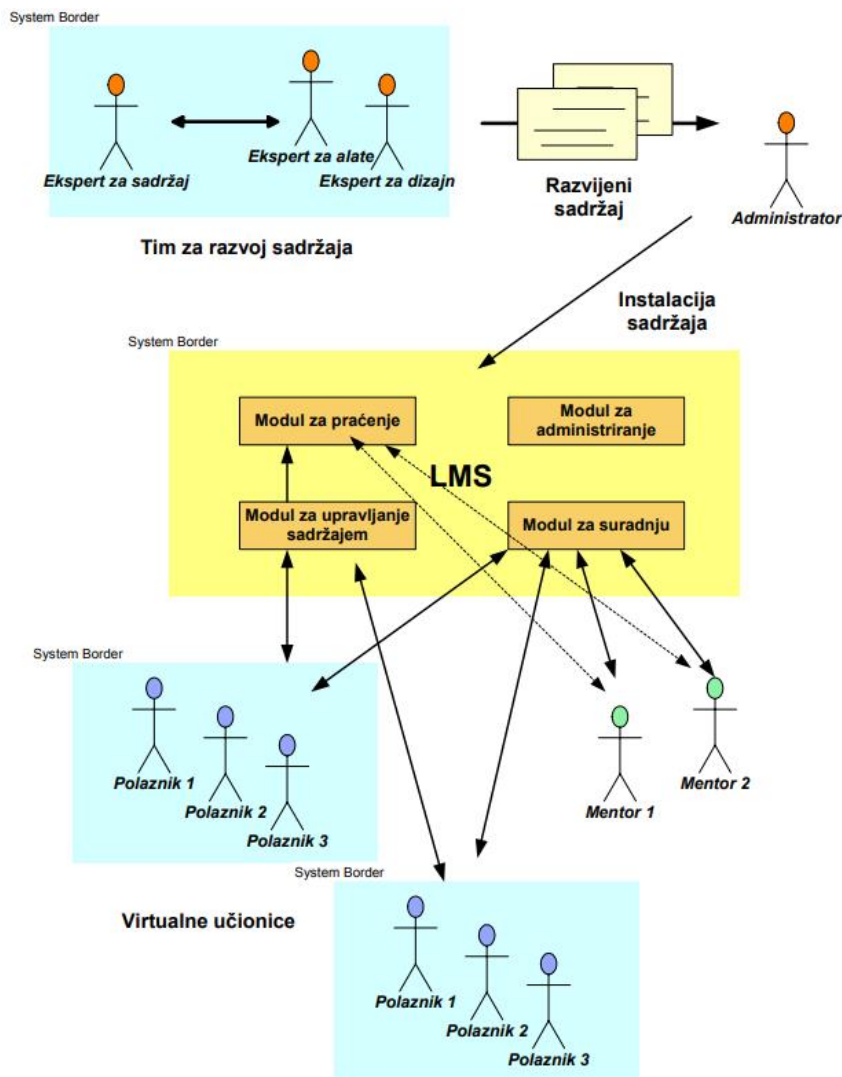 System Border
Ekspert za sadržaj
Ekspert za alate
Ekspert za dizajn
Tim za razvoj sadržaja
Razvijeni
sadržaj
Administrator
Instalacija
sadržaja
System Border
Modul za praćenje
Modul za
administriranje
LMS
Modul za upravljanje
sadržajem
Modul za suradnju
System Border
Polaznik 1
Polaznik 2
Polaznik 3
Mentor 1
Mentor 2
System Border
Virtualne učionice
Polaznik 1
Polaznik 2
Polaznik 3